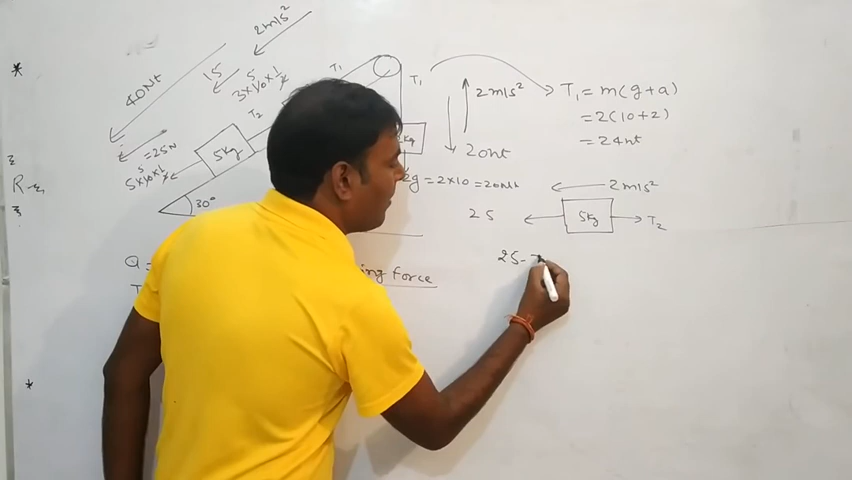 2m/s²
40Nt
15
3×10×1/2
T₁
T₁
T₂
2m/s²
T₁ = m(g+a)
= 2(10+2)
= 24nt
20nt
5kg
= 25N
5×10×1/2
5
5
30°
kg
2g = 2×10 = 20Nt
R
2m/s²
25
5kg
T₂
a =
ing force
T
25-